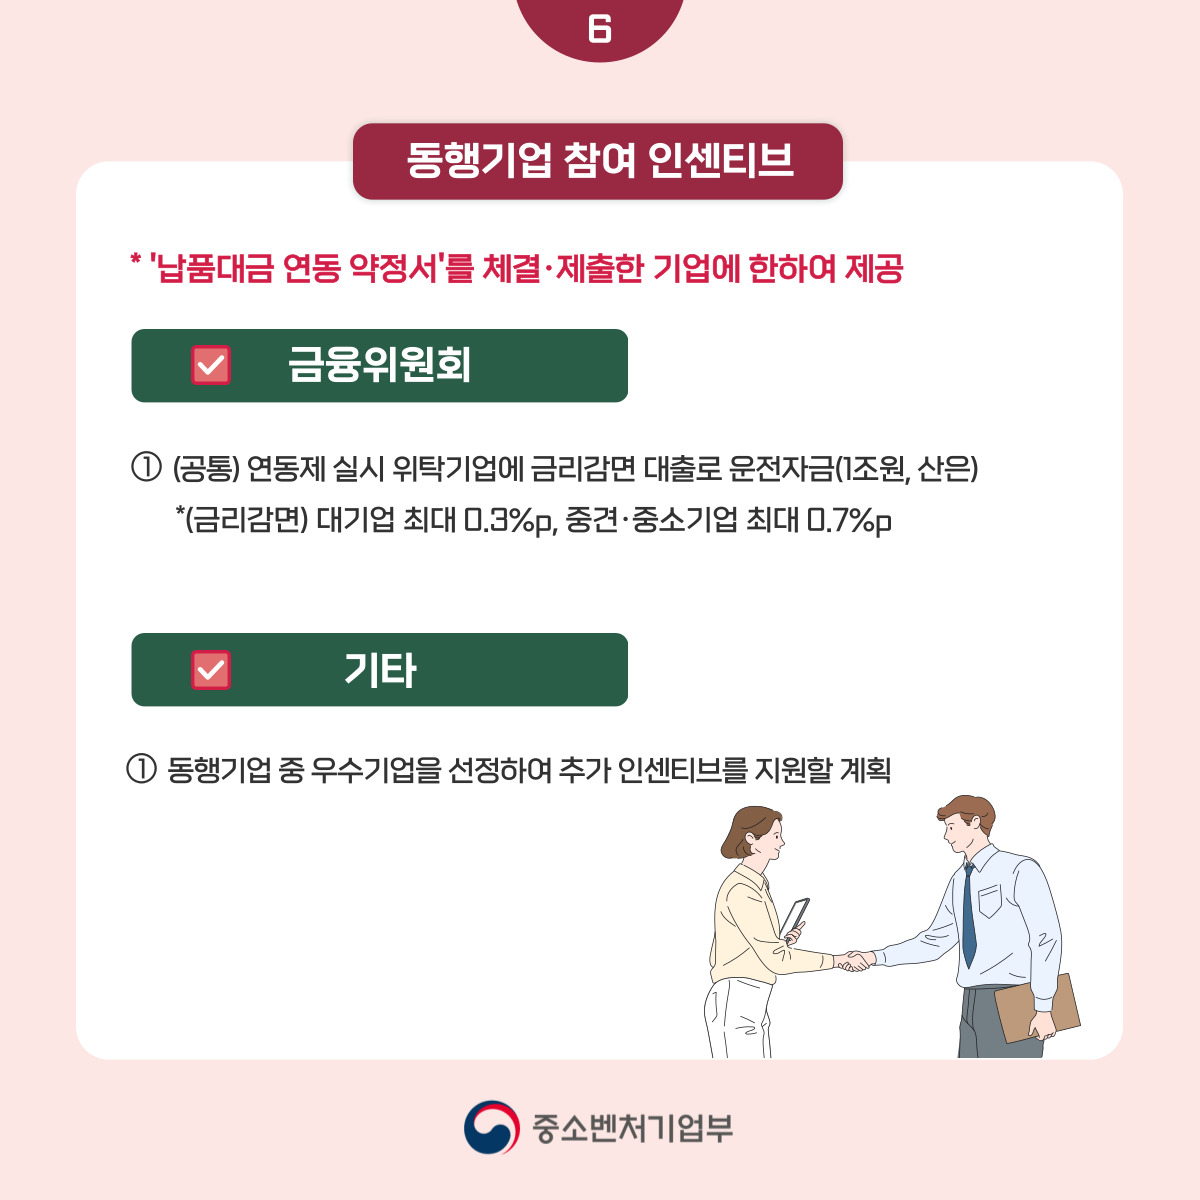 6
동행기업 참여 인센티브
* '납품대금 연동 약정서'를 체결·제출한 기업에 한하여 제공
금융위원회
① (공통) 연동제 실시 위탁기업에 금리감면 대출로 운전자금(1조원, 산은)
*(금리감면) 대기업 최대 0.3%p, 중견·중소기업 최대 0.7%p
기타
① 동행기업 중 우수기업을 선정하여 추가 인센티브를 지원할 계획
중소벤처기업부